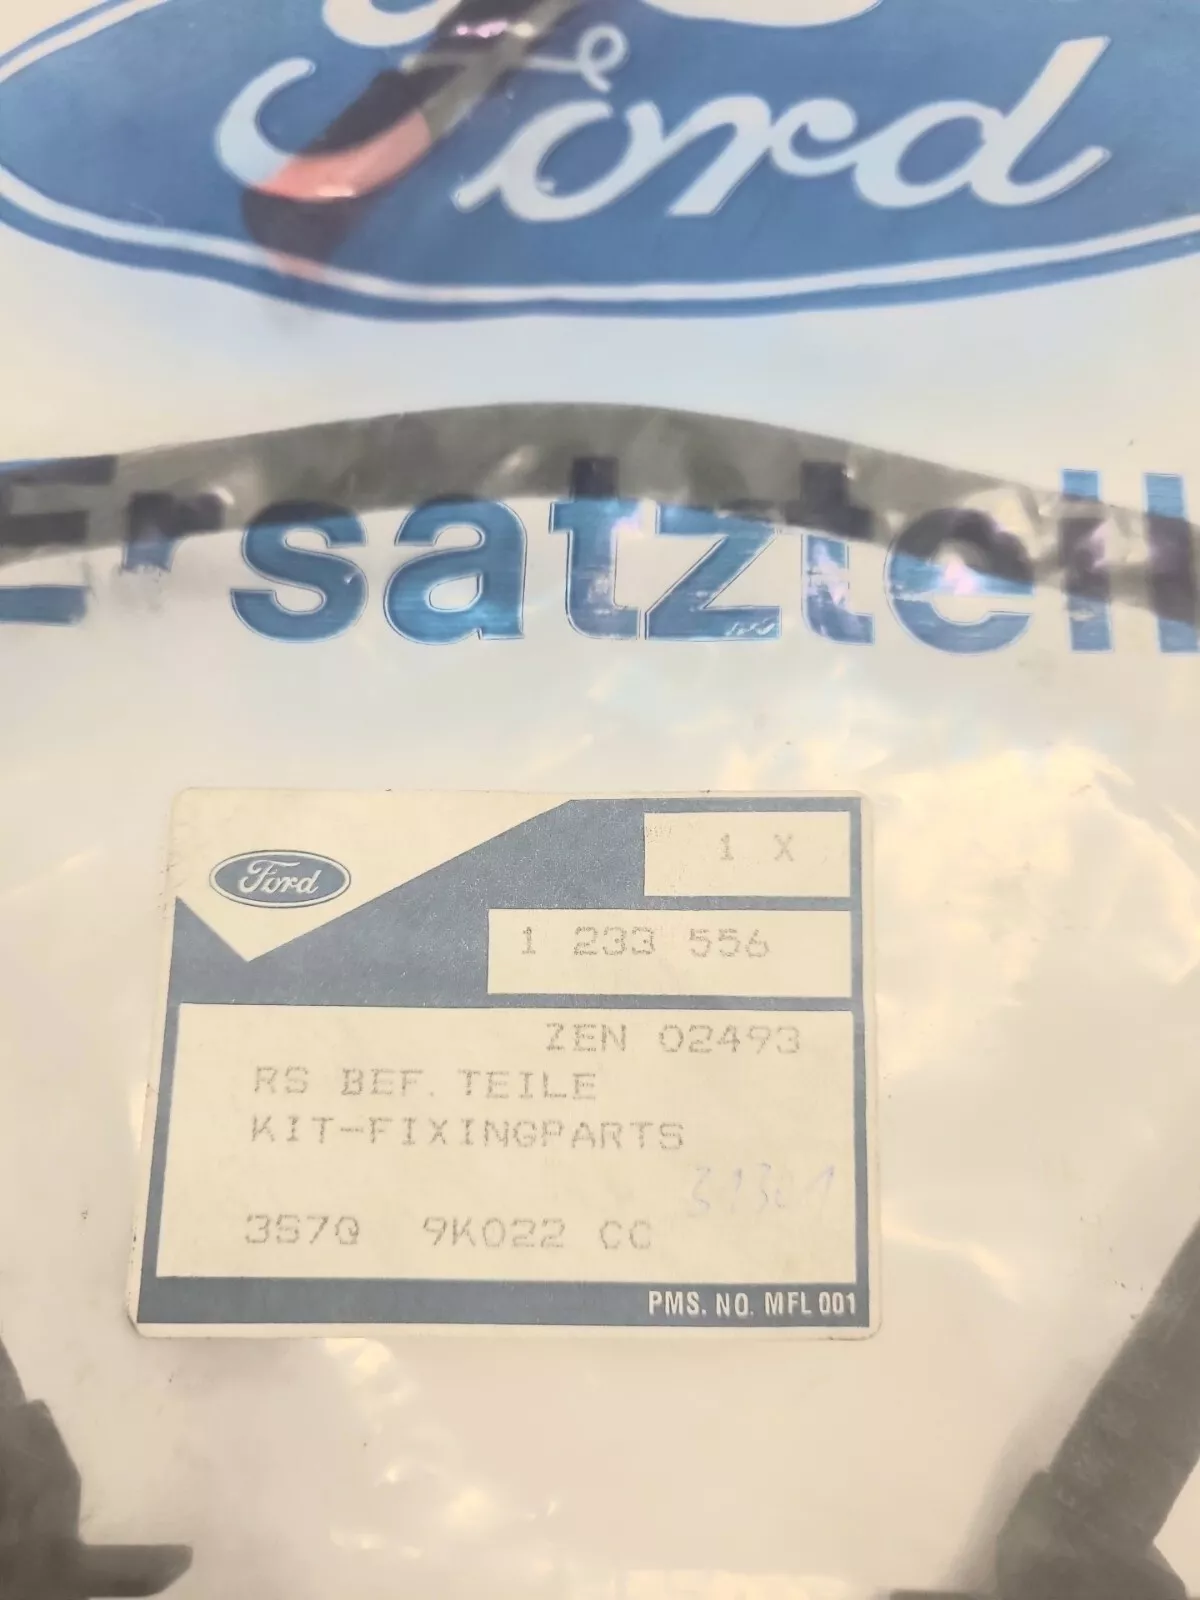 Ford
Ersatzteil
Ford
1 X
1 233 556
ZEN 02493
RS BEF. TEILE
KIT-FIXINGPARTS
3S7Q 9K022 CC
PMS. NO. MFL 001